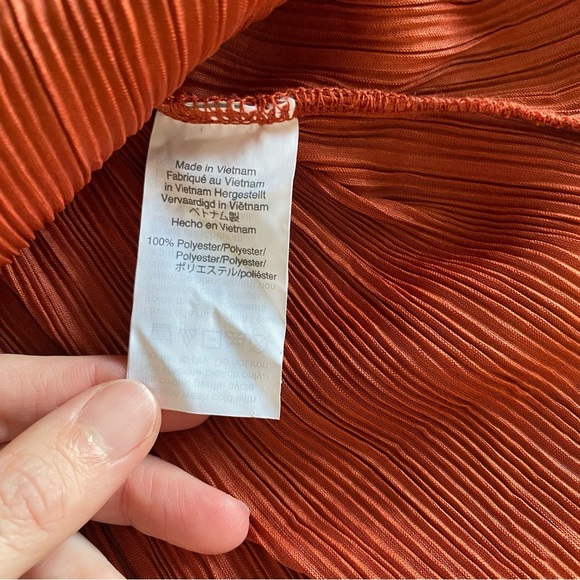 Made in Vietnam
Fabriqué au Vietnam
in Vietnam Hergestellt
Vervaardigd in Viëtnam
ベトナム製
Hecho en Vietnam
100% Polyester/Polyester/
Polyester/Polyester/
ポリエステル/poliéster